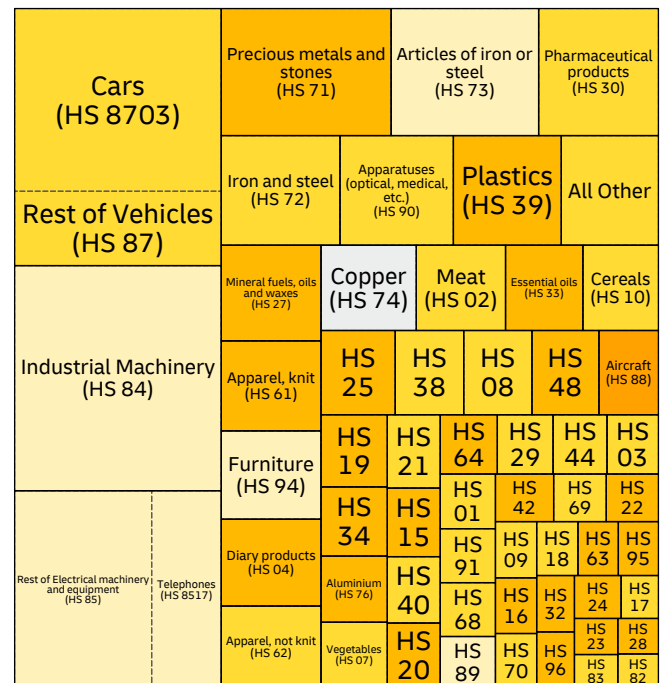 Cars
(HS 8703)
Rest of Vehicles
(HS 87)
Industrial Machinery
(HS 84)
Rest of Electrical machinery
and equipment
(HS 85)
Telephones
(HS 8517)
Precious metals and
stones
(HS 71)
Articles of iron or
steel
(HS 73)
Pharmaceutical
products
(HS 30)
Iron and steel
(HS 72)
Apparatuses
(optical, medical,
etc.)
(HS 90)
Plastics
(HS 39)
All Other
Mineral fuels, oils
and waxes
(HS 27)
Copper
(HS 74)
Meat
(HS 02)
Essential oils
(HS 33)
Cereals
(HS 10)
Apparel, knit
(HS 61)
Furniture
(HS 94)
Diary products
(HS 04)
Apparel, not knit
(HS 62)
HS
25
HS
38
HS
08
HS
48
Aircraft
(HS 88)
HS
19
HS
21
HS
64
HS
29
HS
44
HS
03
HS
34
HS
15
HS
01
HS
42
HS
69
HS
22
HS
91
HS
09
HS
18
HS
63
HS
95
Aluminium
(HS 76)
HS
40
HS
68
HS
16
HS
32
HS
24
HS
17
Vegetables
(HS 07)
HS
20
HS
89
HS
70
HS
96
HS
23
HS
28
HS
83
HS
82